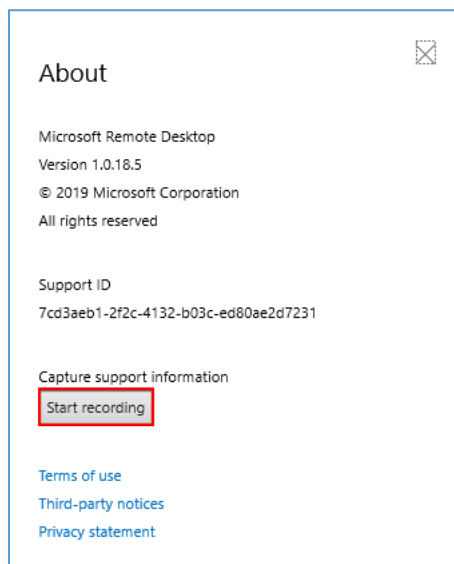 About
Microsoft Remote Desktop
Version 1.0.18.5
© 2019 Microsoft Corporation
All rights reserved
Support ID
7cd3aeb1-2f2c-4132-b03c-ed80ae2d7231
Capture support information
Start recording
Terms of use
Third-party notices
Privacy statement